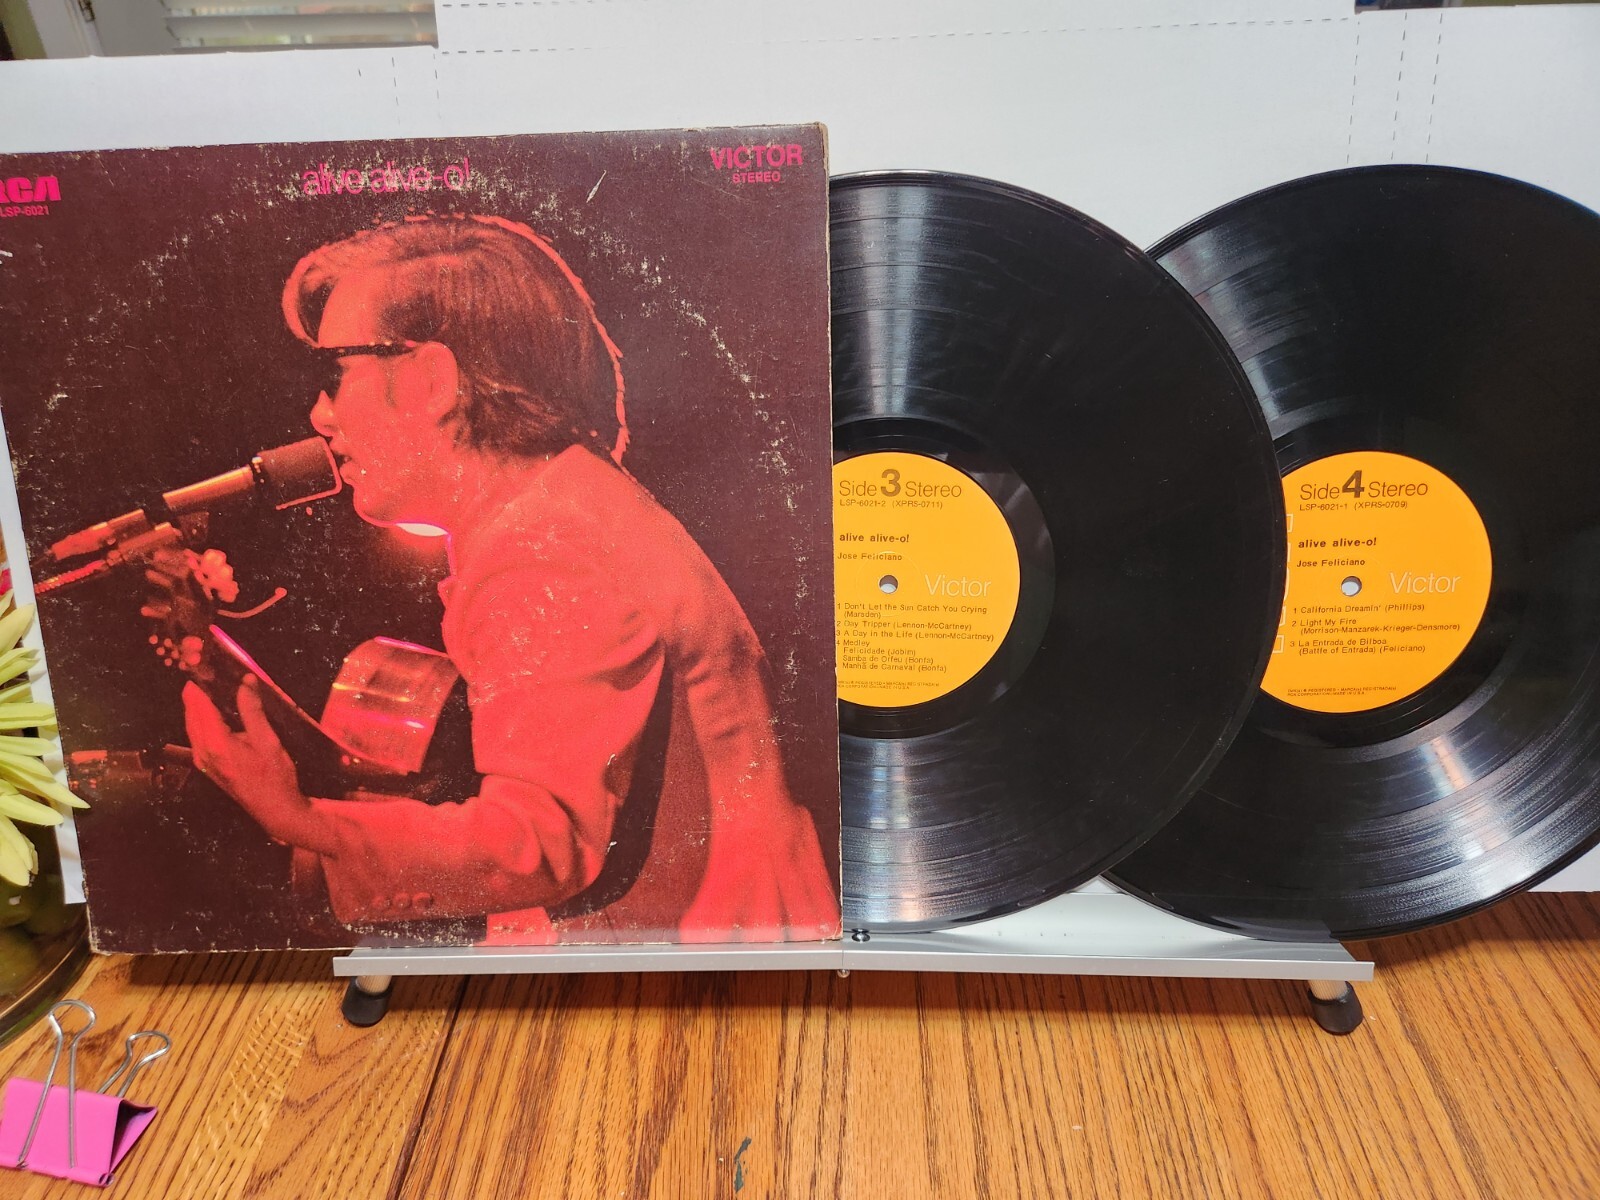 RCA
LSP-6021
alive alive-o!
VICTOR
STEREO
Side 3 Stereo
LSP-6021-2 (XPRS-0711)
alive alive-o!
Jose Feliciano
Victor
1 Don't Let the Sun Catch You Crying
(Marsden)
2 Day Tripper (Lennon-McCartney)
3 A Day in the Life (Lennon-McCartney)
4 Medley
Felicidade (Jobim)
Samba de Orfeu (Bonfa)
Manhã de Carnaval (Bonfa)
Side 4 Stereo
LSP-6021-1 (XPRS-0709)
alive alive-o!
Jose Feliciano
Victor
1 California Dreamin' (Phillips)
2 Light My Fire
(Morrison-Manzarek-Krieger-Densmore)
3 La Entrada de Bilboa
(Battle of Entrada) (Feliciano)